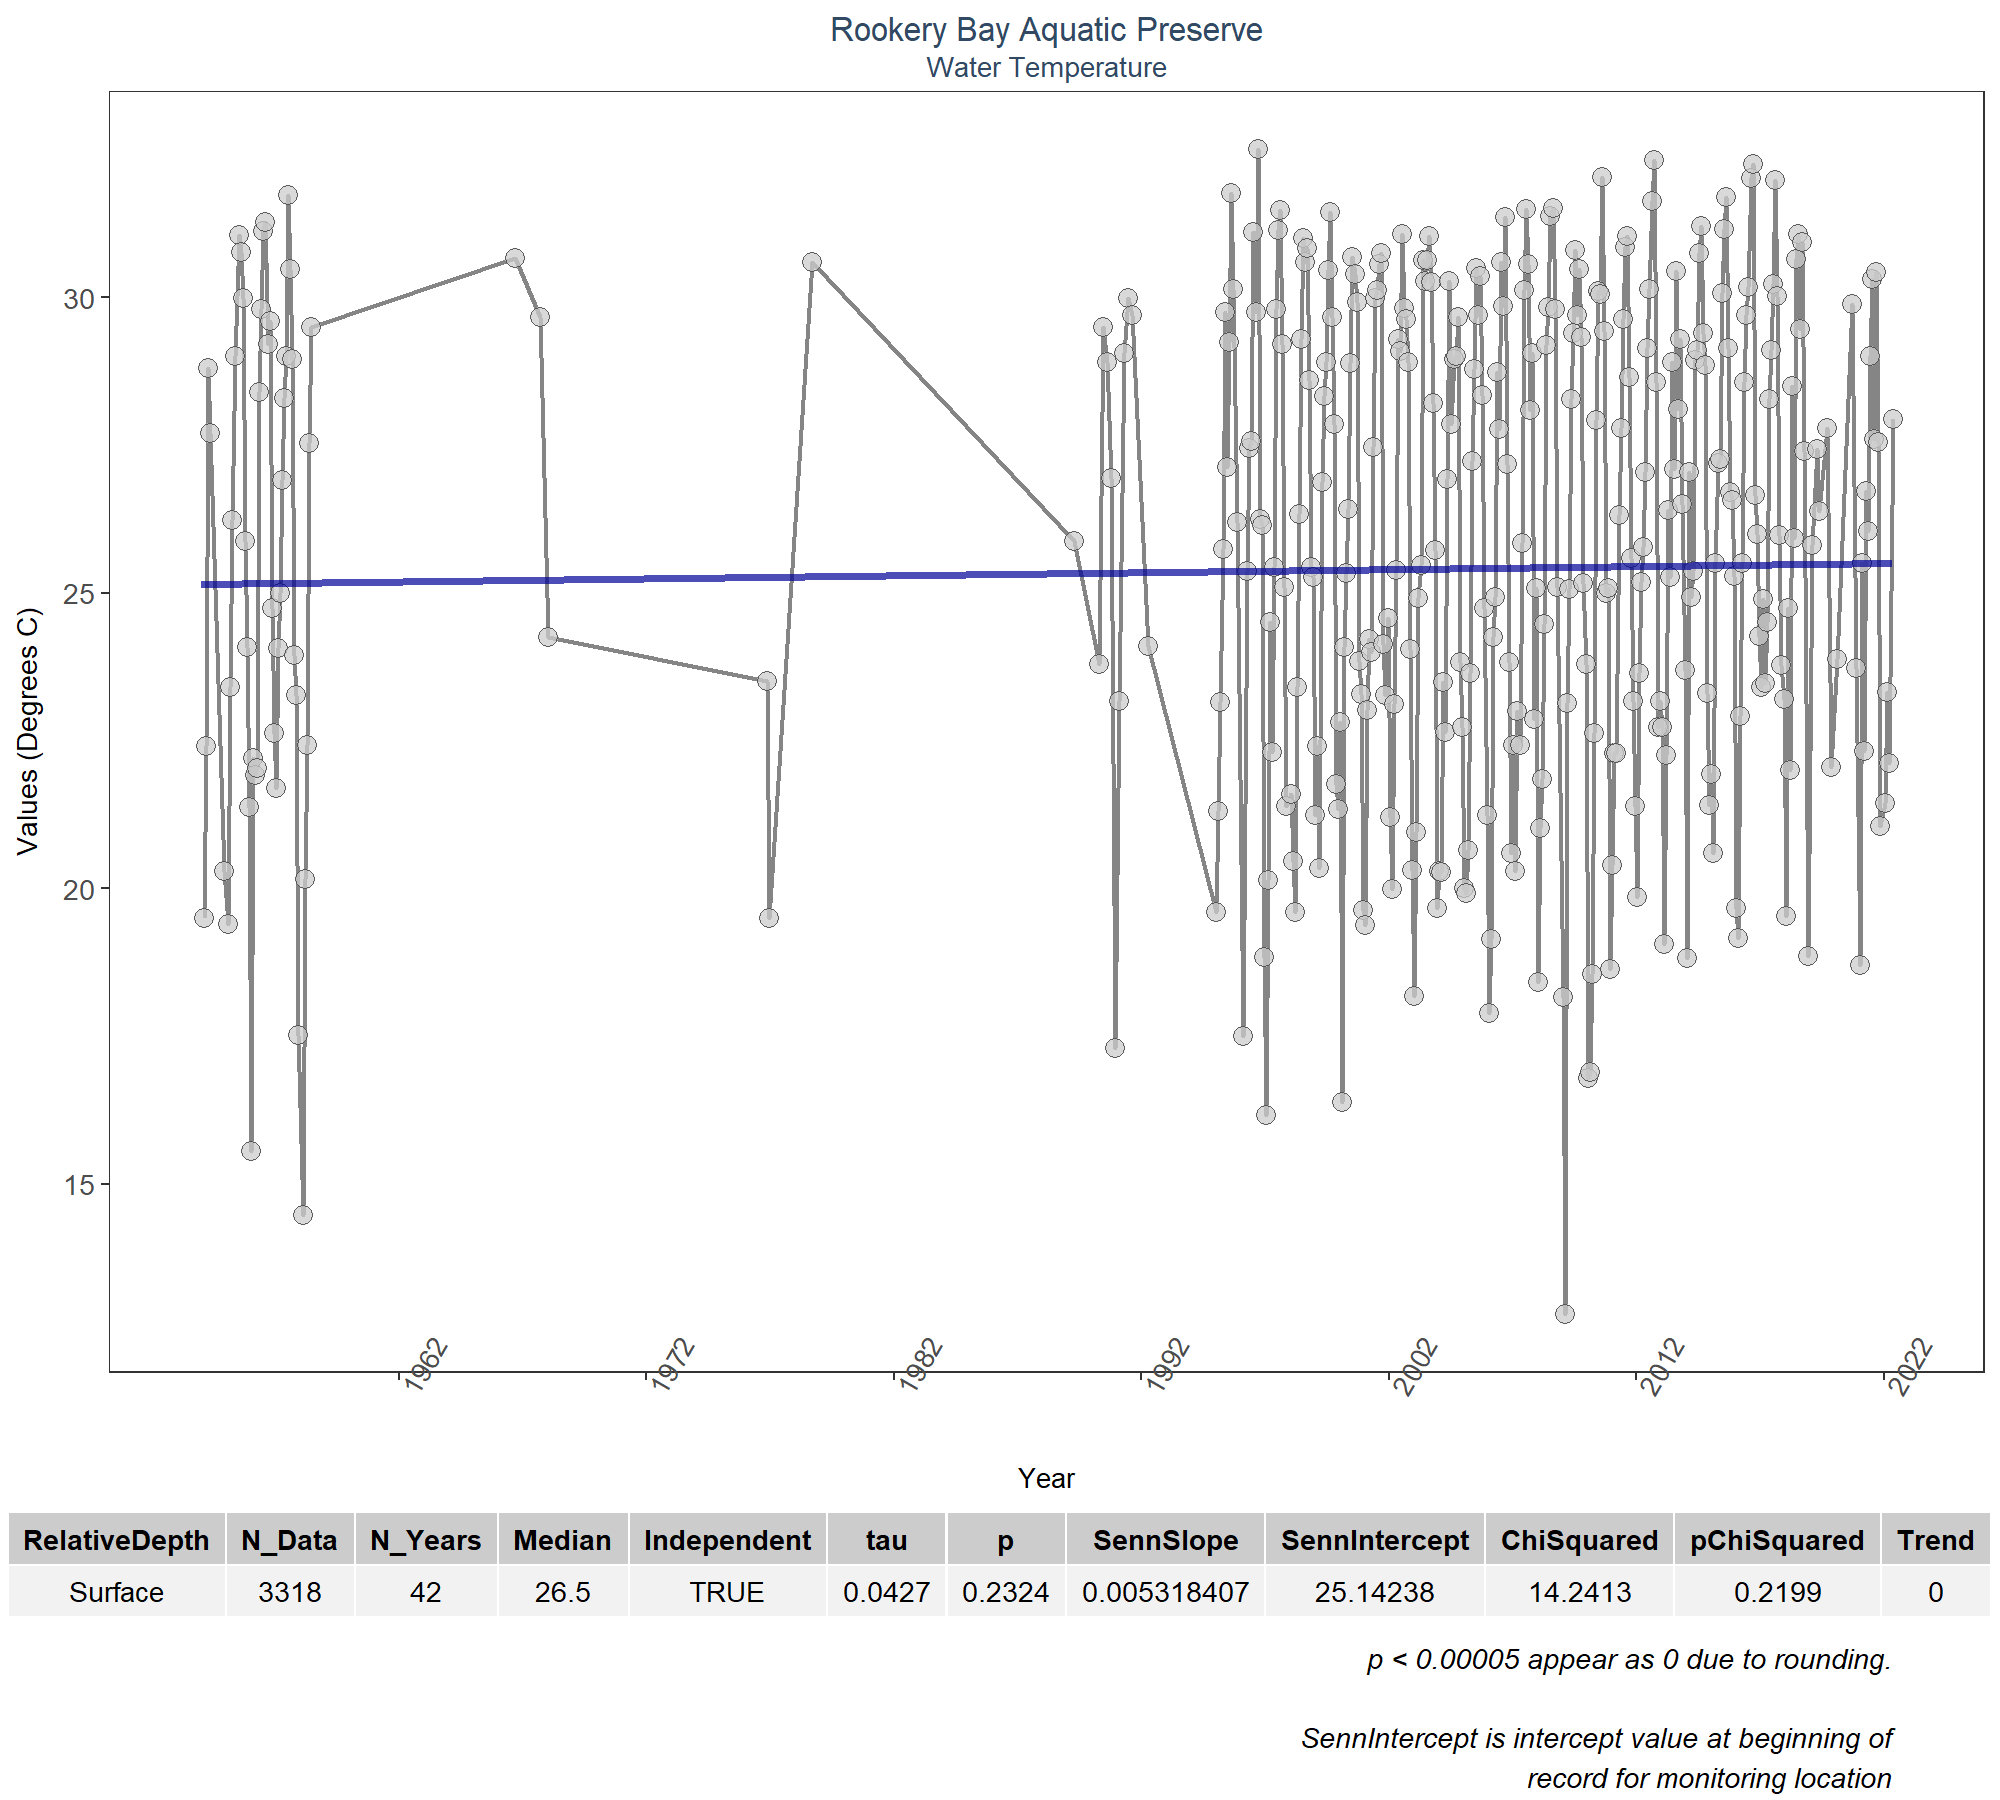 Rookery Bay Aquatic Preserve
Water Temperature
Values (Degrees C)
30
25
20
15
1962
1972
1982
1992
2002
2012
2022
Year
RelativeDepth N_Data N_Years Median Independent tau p SennSlope SennIntercept ChiSquared pChiSquared Trend
Surface 3318 42 26.5 TRUE 0.0427 0.2324 0.005318407 25.14238 14.2413 0.2199 0
p < 0.00005 appear as 0 due to rounding.
SennIntercept is intercept value at beginning of
record for monitoring location